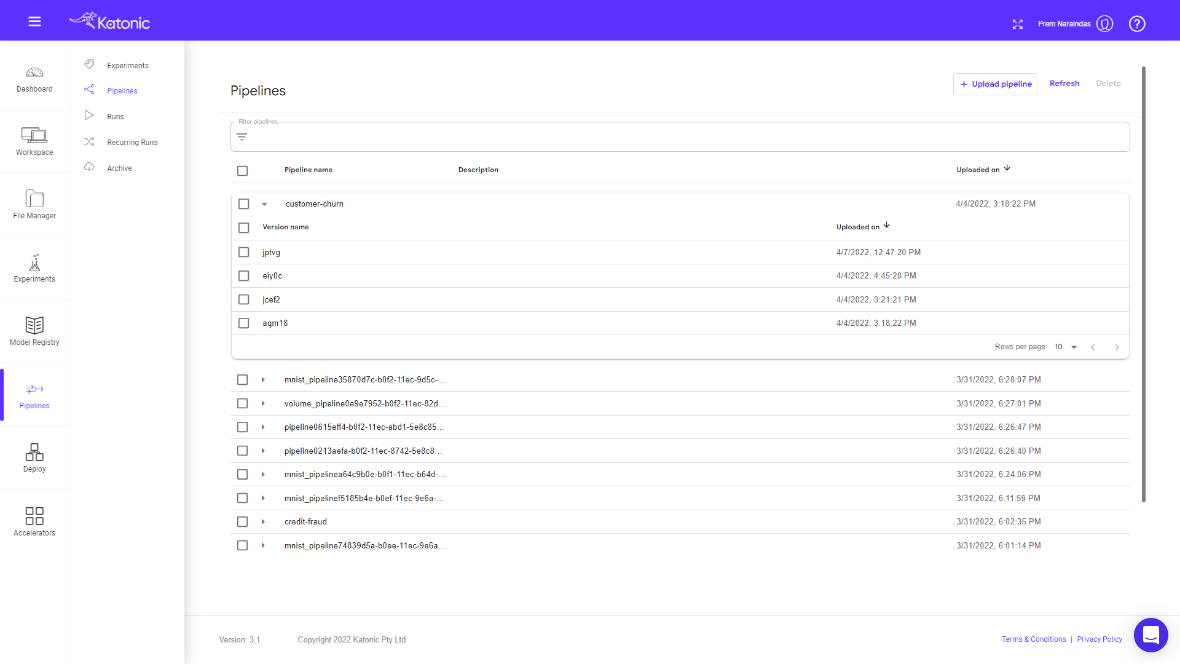 Katonic
Prem Naraindas
Dashboard
Workspace
File Manager
Experiments
Model Registry
Pipelines
Deploy
Accelerators
Experiments
Pipelines
Runs
Recurring Runs
Archive
Pipelines
+ Upload pipeline Refresh Delete
Filter pipelines
Pipeline name Description Uploaded on
customer-churn 4/4/2022, 3:18:22 PM
Version name Uploaded on
jptvg 4/7/2022, 12:47:20 PM
eiy0c 4/4/2022, 4:45:28 PM
jcef2 4/4/2022, 3:21:21 PM
aqm18 4/4/2022, 3:18:22 PM
Rows per page: 10
mnist_pipeline35870d7c-b0f2-11ec-9d5c-... 3/31/2022, 6:28:07 PM
volume_pipeline0e9e7952-b0f2-11ec-82d... 3/31/2022, 6:27:01 PM
pipeline0615eff4-b0f2-11ec-abd1-5e8c85... 3/31/2022, 6:26:47 PM
pipeline0213aefa-b0f2-11ec-8742-5e8c8... 3/31/2022, 6:26:40 PM
mnist_pipelinea64c9b0e-b0f1-11ec-b64d-... 3/31/2022, 6:24:06 PM
mnist_pipelinef5185b4e-b0ef-11ec-9e6a-... 3/31/2022, 6:11:59 PM
credit-fraud 3/31/2022, 6:02:35 PM
mnist_pipeline74839d5a-b0ee-11ec-9e6a... 3/31/2022, 6:01:14 PM
Version: 3.1 Copyright 2022 Katonic Pty Ltd Terms & Conditions | Privacy Policy